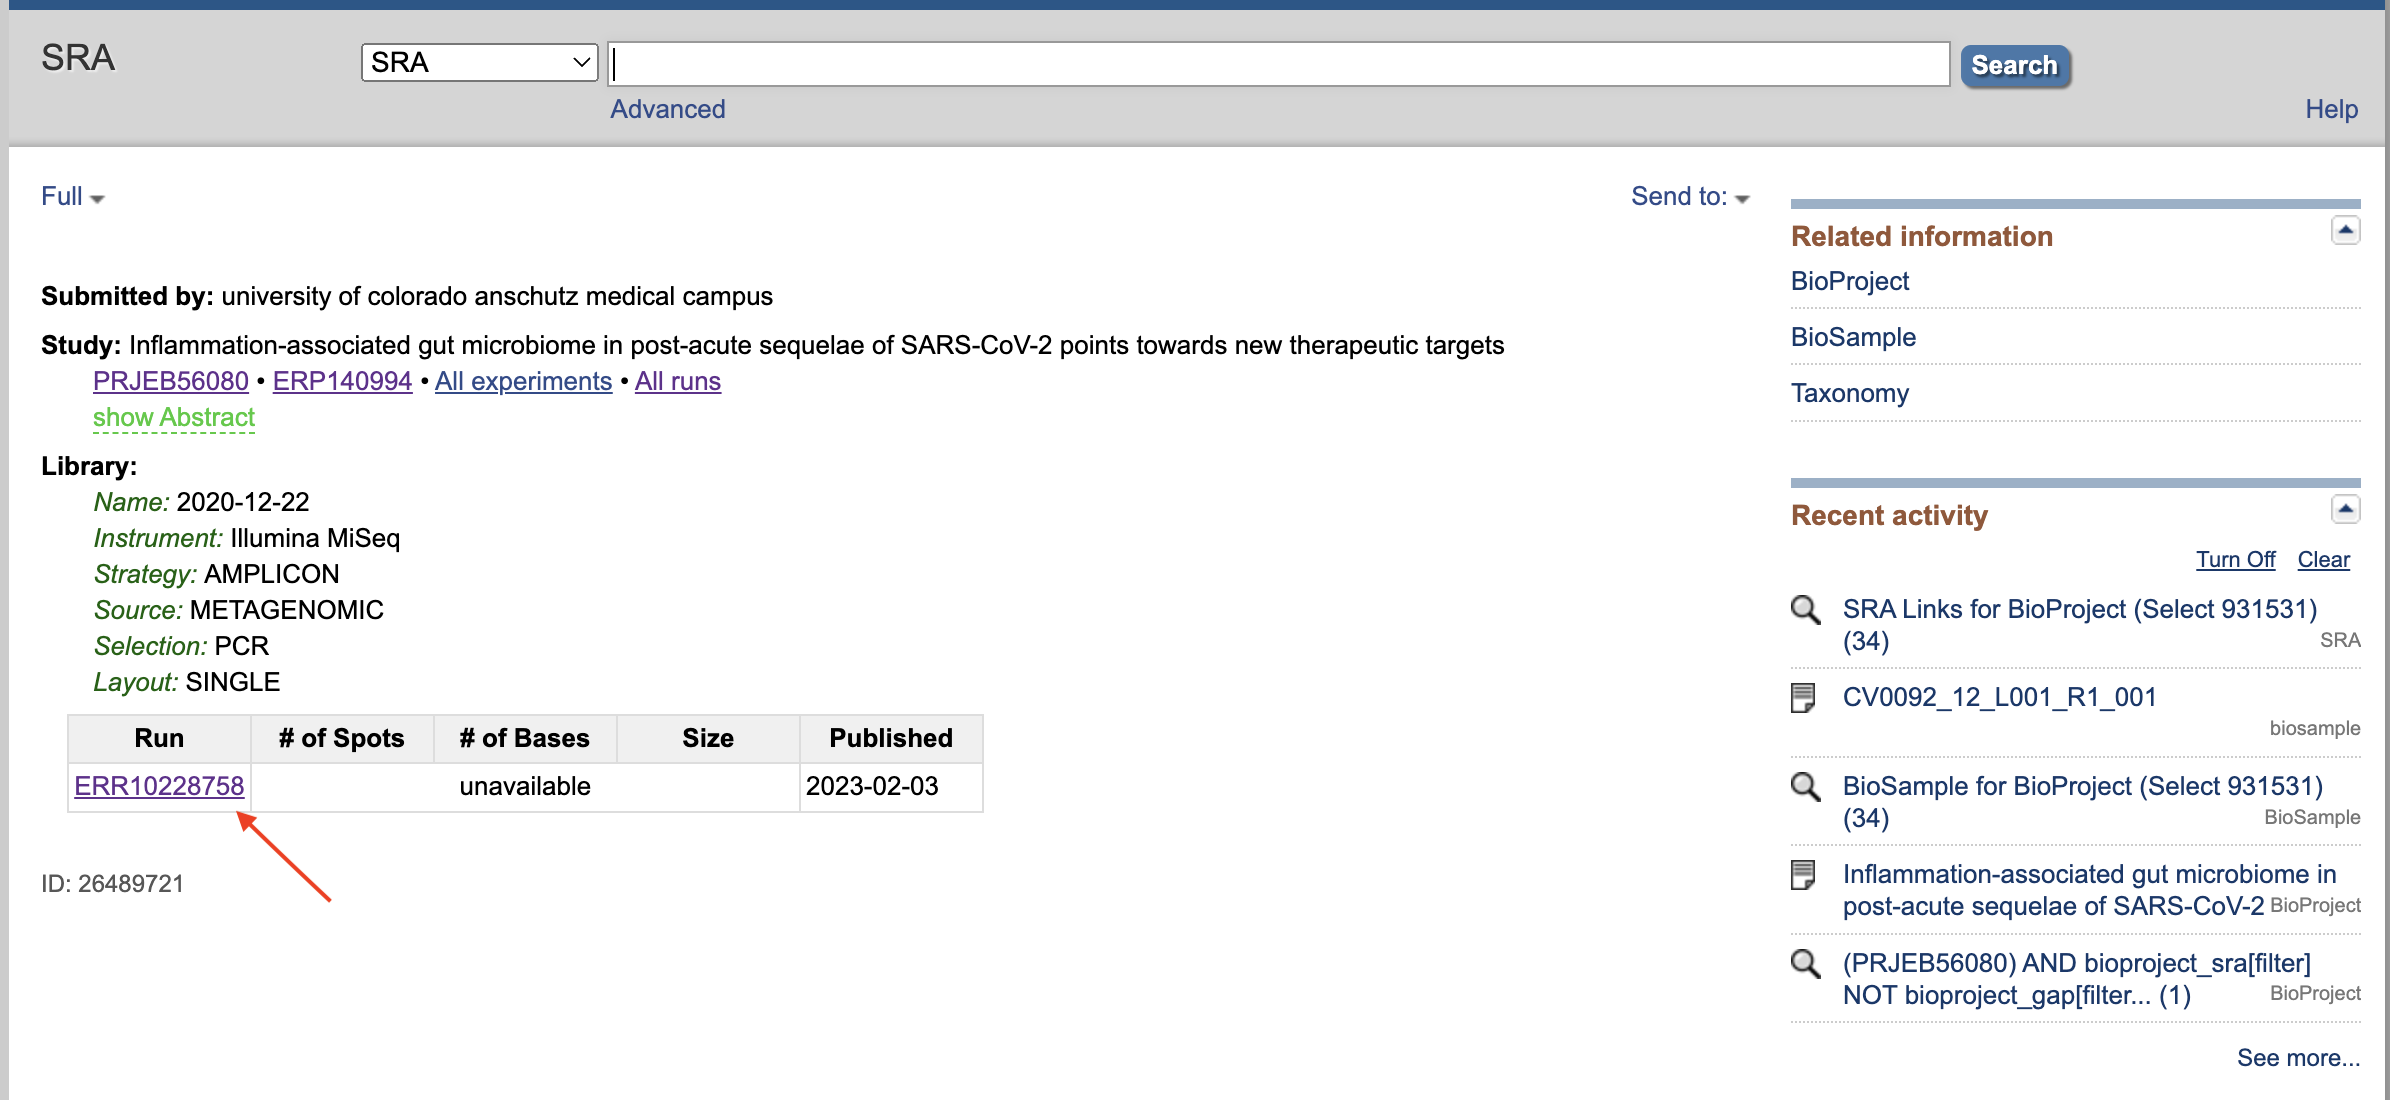 SRA
SRA
Search
Advanced
Help
Full
Send to:
Submitted by: university of colorado anschutz medical campus
Study: Inflammation-associated gut microbiome in post-acute sequelae of SARS-CoV-2 points towards new therapeutic targets
PRJEB56080 • ERP140994 • All experiments • All runs
show Abstract
Library:
Name: 2020-12-22
Instrument: Illumina MiSeq
Strategy: AMPLICON
Source: METAGENOMIC
Selection: PCR
Layout: SINGLE
Run # of Spots # of Bases Size Published
ERR10228758 unavailable 2023-02-03
ID: 26489721
Related information
BioProject
BioSample
Taxonomy
Recent activity
Turn Off Clear
SRA Links for BioProject (Select 931531)
(34) SRA
CV0092_12_L001_R1_001
biosample
BioSample for BioProject (Select 931531)
(34) BioSample
Inflammation-associated gut microbiome in
post-acute sequelae of SARS-CoV-2 BioProject
(PRJEB56080) AND bioproject_sra[filter]
NOT bioproject_gap[filter... (1) BioProject
See more...